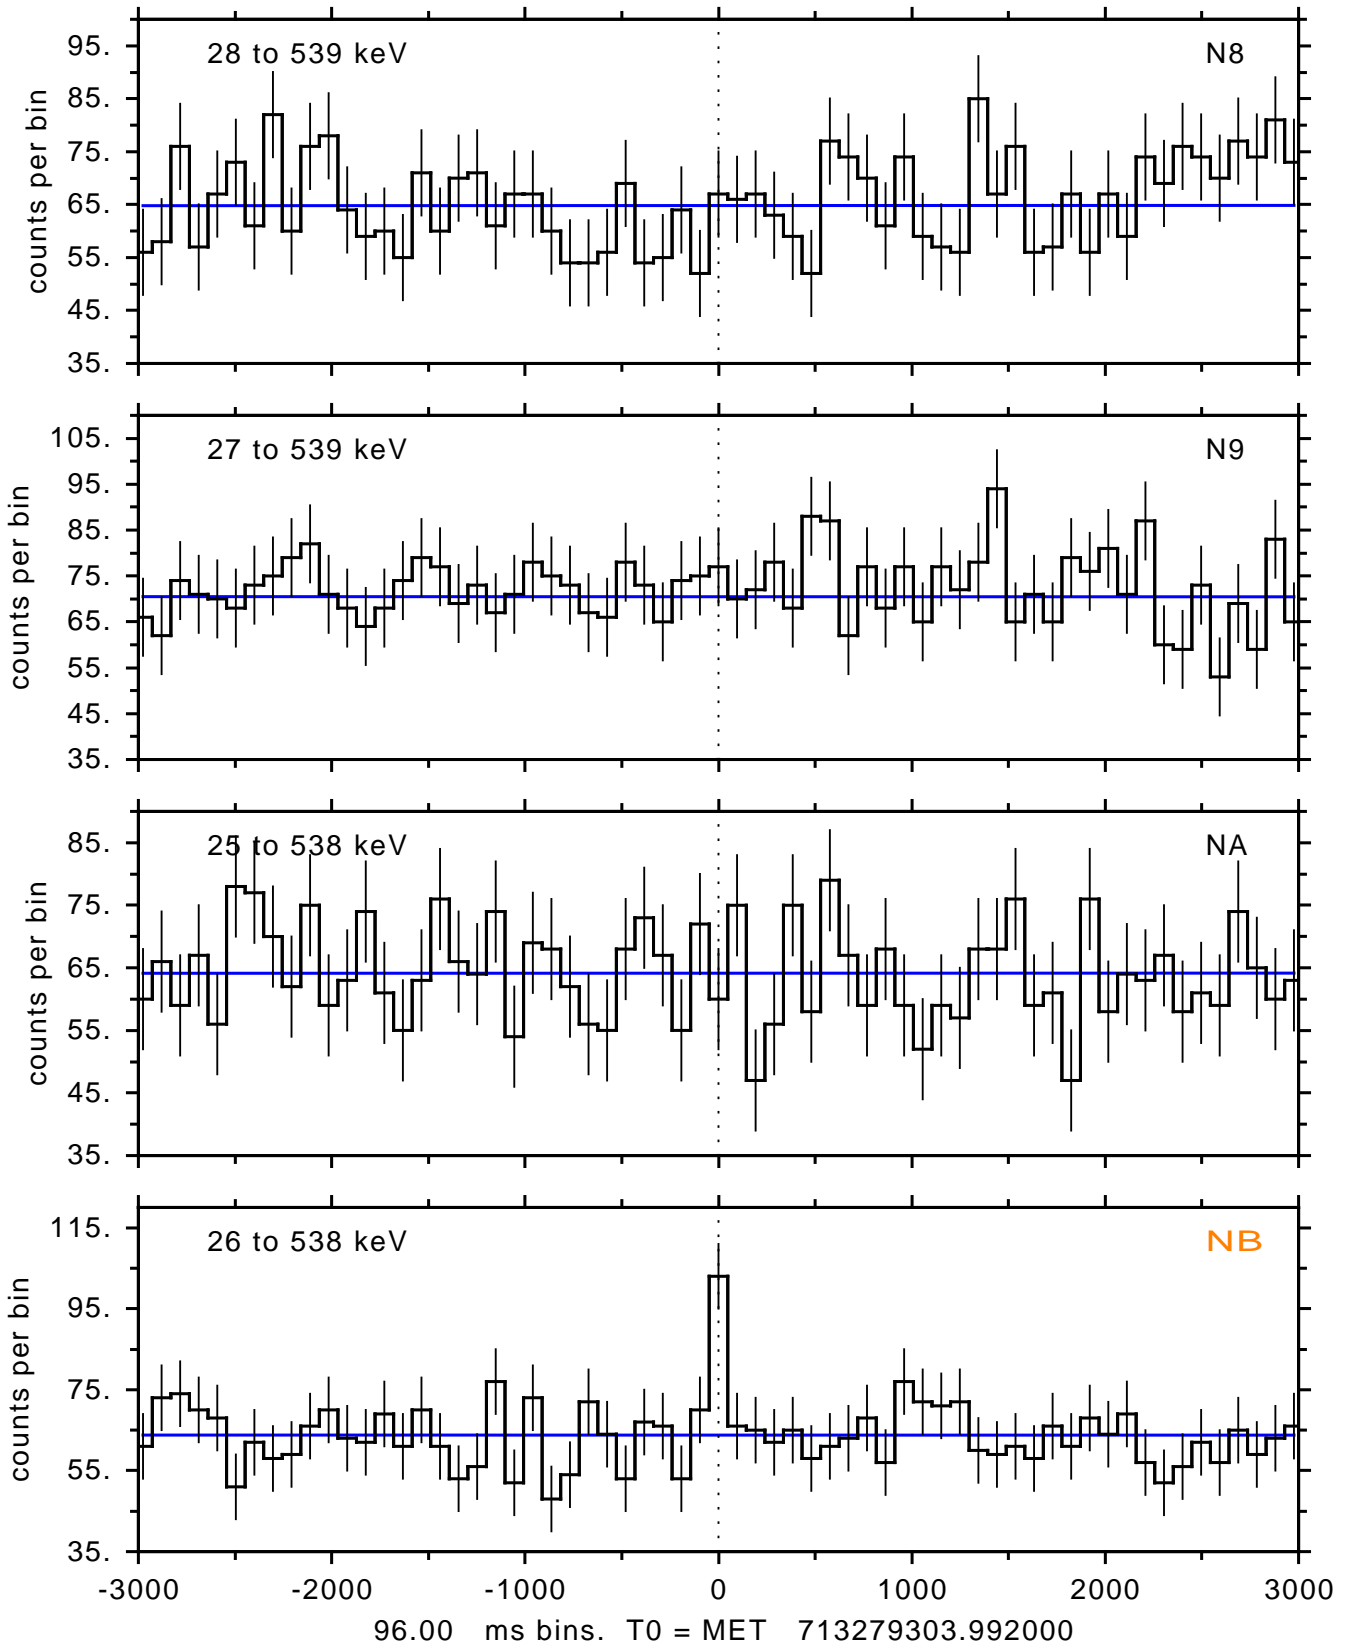 28 to 539 keV N8
95.
85.
75.
65.
55.
45.
35.
counts per bin
27 to 539 keV N9
105.
95.
85.
75.
65.
55.
45.
35.
counts per bin
25 to 538 keV NA
85.
75.
65.
55.
45.
35.
counts per bin
26 to 538 keV NB
115.
95.
75.
55.
35.
counts per bin
-3000 -2000 -1000 0 1000 2000 3000
96.00 ms bins. T0 = MET 713279303.992000